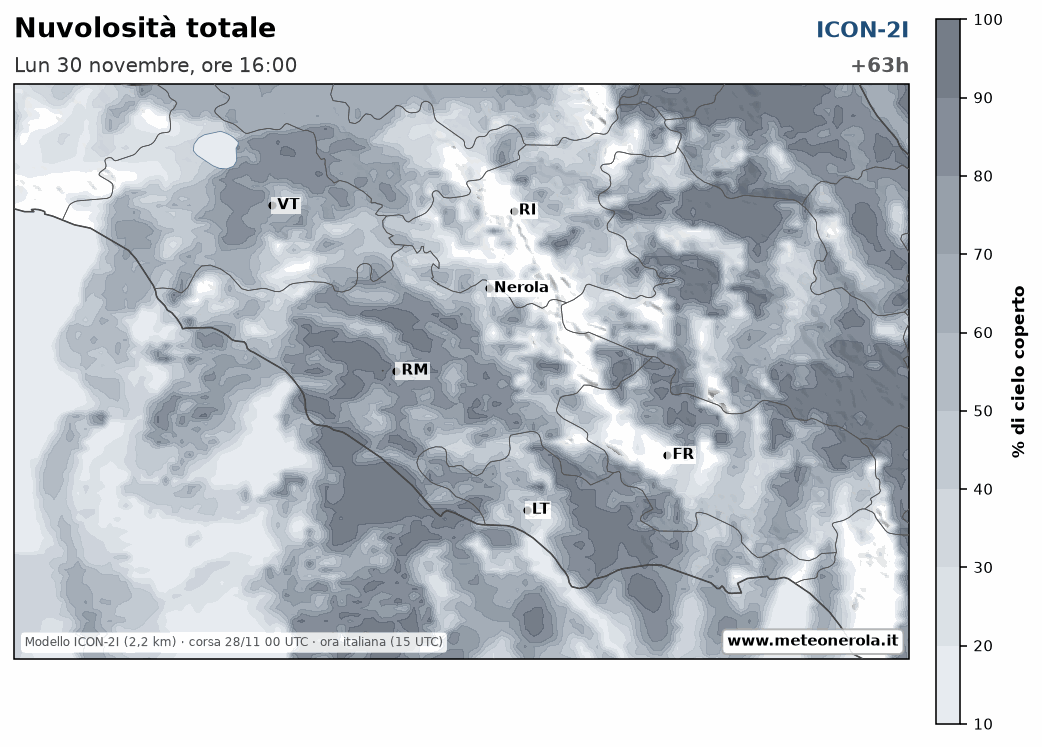 Nuvolosità totale
ICON-2I
Lun 30 novembre, ore 16:00
+63h
100
90
80
70
60
50
40
30
20
10
% di cielo coperto
VT
RI
Nerola
RM
FR
LT
Modello ICON-2I (2,2 km) · corsa 28/11 00 UTC · ora italiana (15 UTC)
www.meteonerola.it